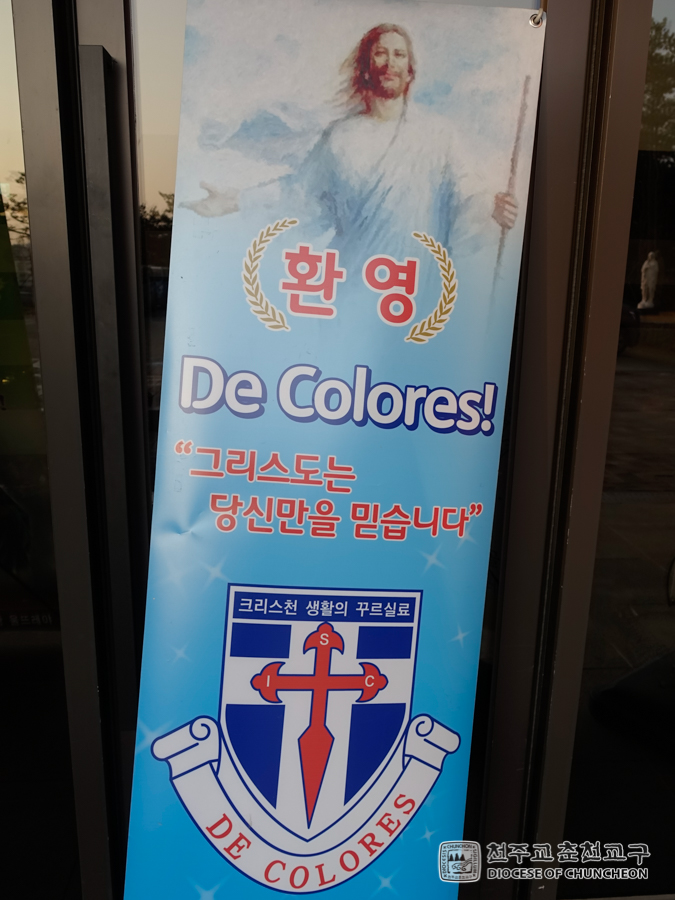 환영
De Colores!
“그리스도는
당신만을 믿습니다”
크리스천 생활의 꾸르실료
S
I C
DE COLORES
천주교 춘천교구
DIOCESE OF CHUNCHEON